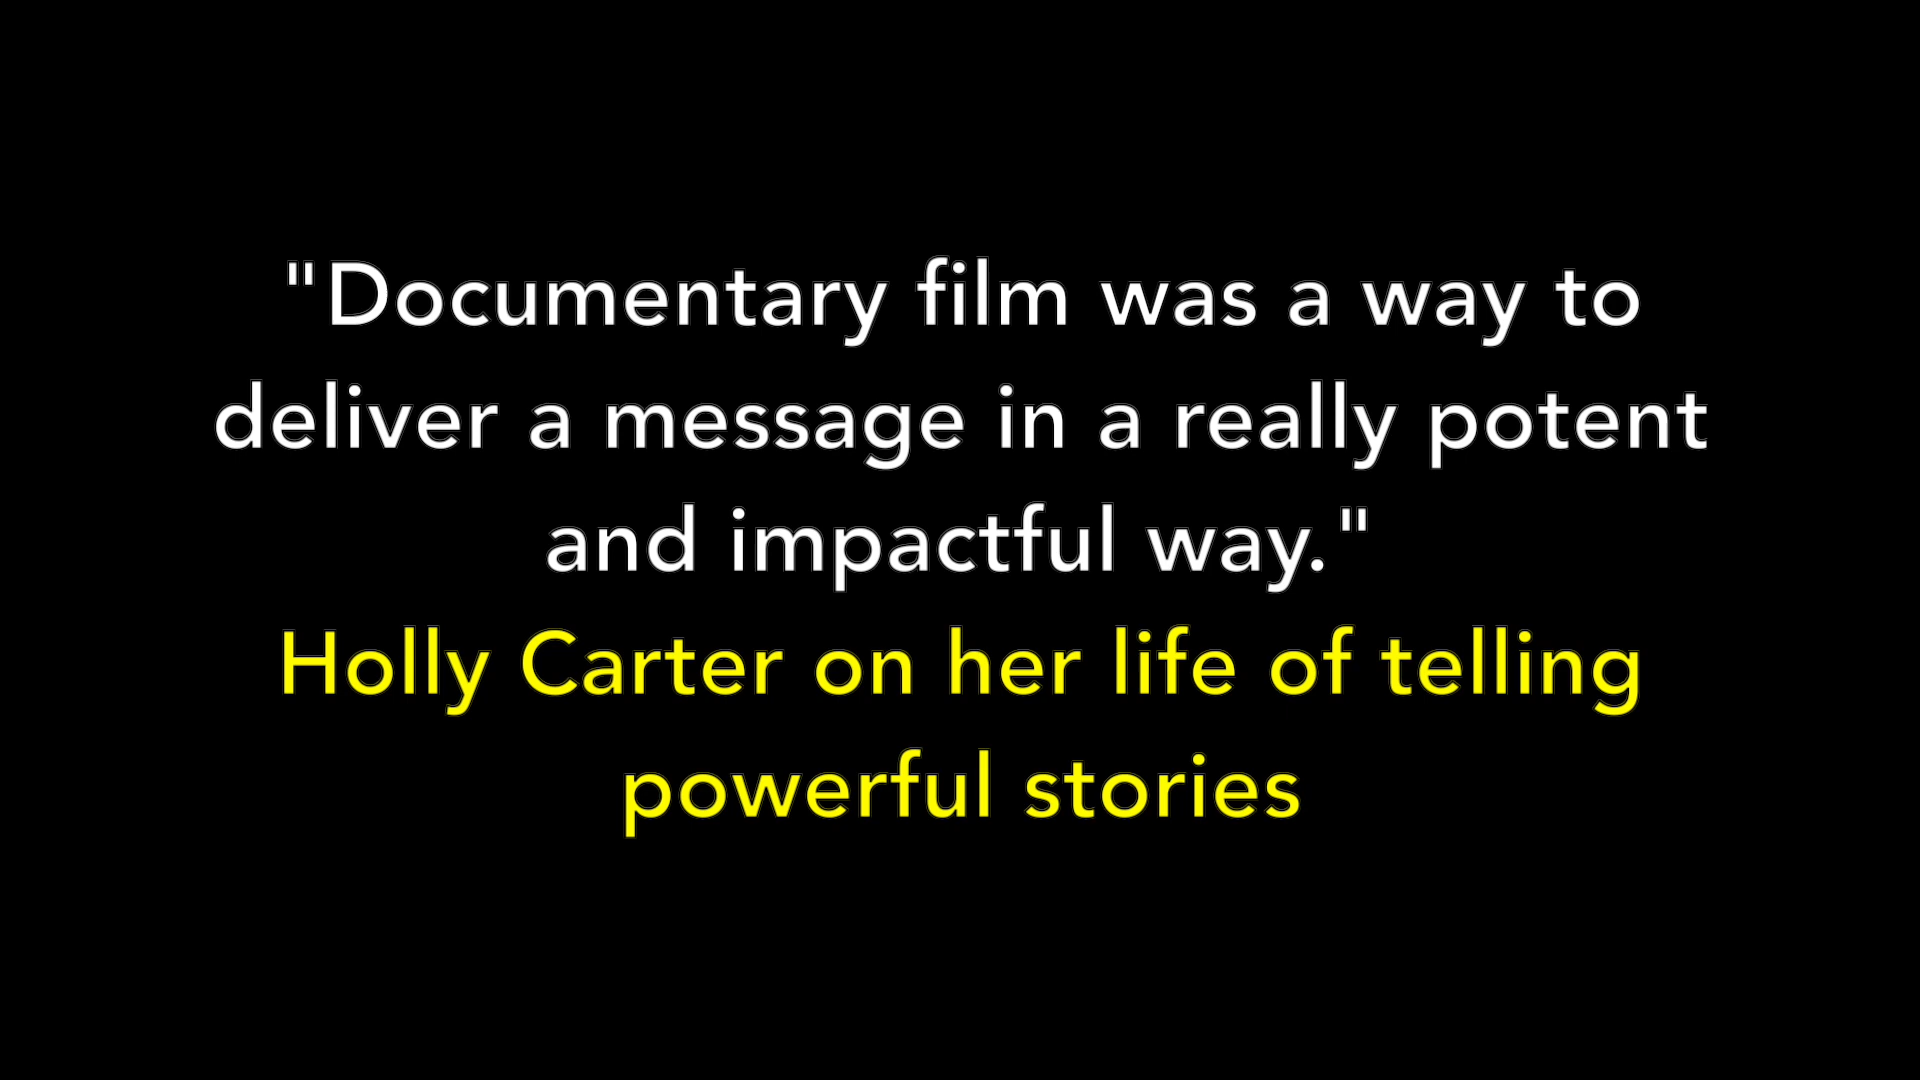 "Documentary film was a way to
deliver a message in a really potent
and impactful way."
Holly Carter on her life of telling
powerful stories